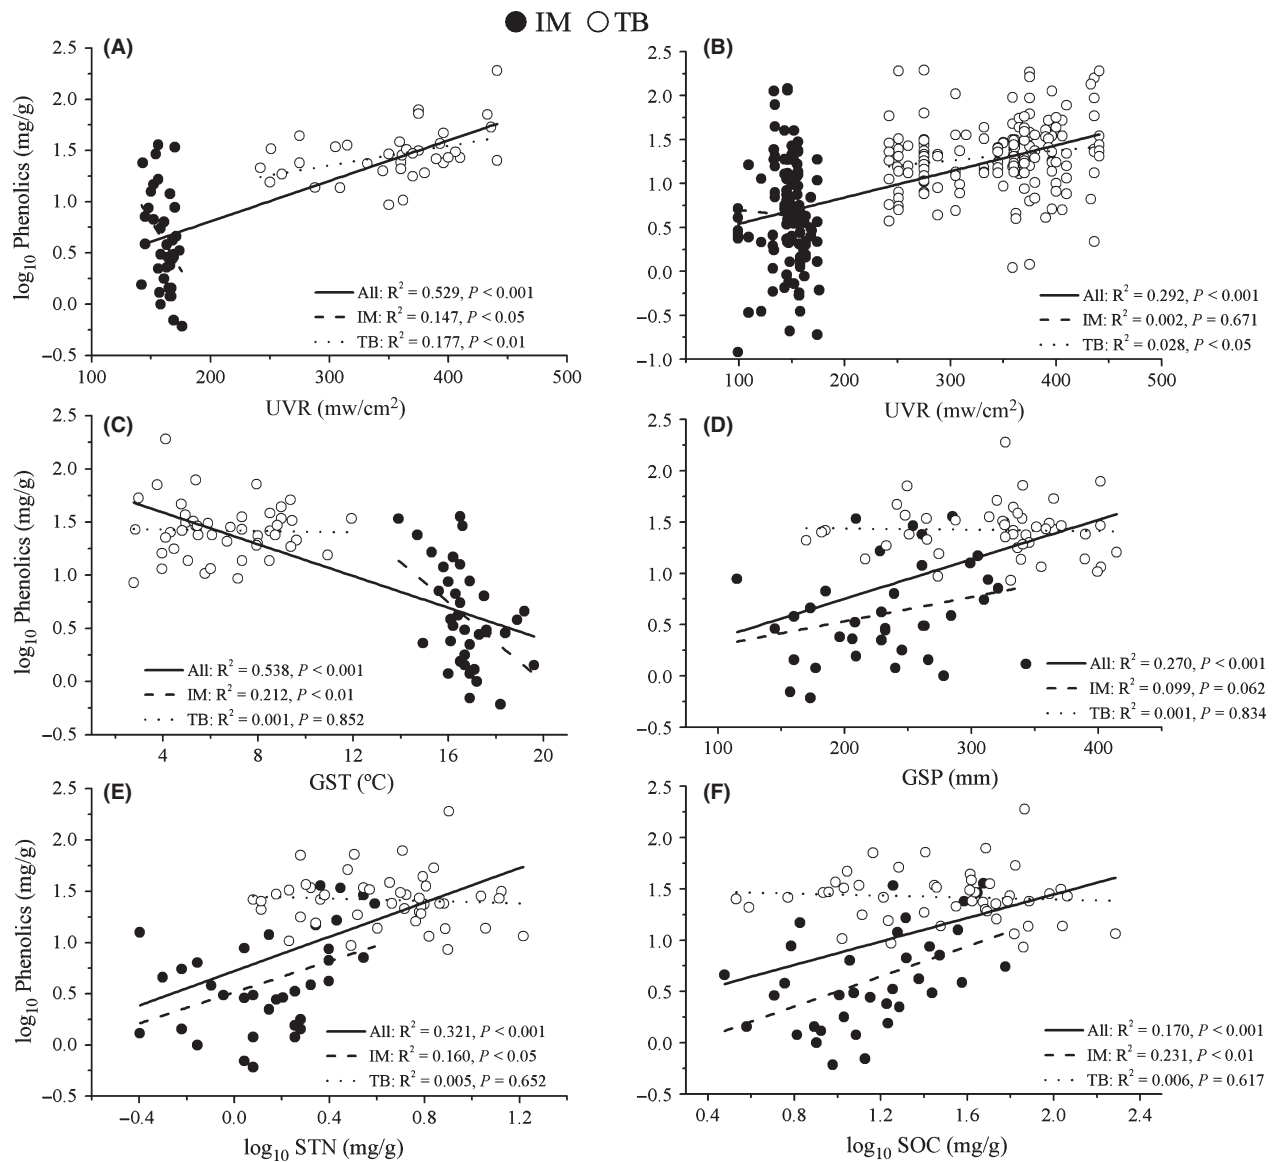 IM TB
(A)
2.5
2.0
1.5
1.0
0.5
0.0
−0.5
log10 Phenolics (mg/g)
All: R2 = 0.529, P < 0.001
IM: R2 = 0.147, P < 0.05
TB: R2 = 0.177, P < 0.01
100 200 300 400 500
UVR (mw/cm2)
(B)
2.5
2.0
1.5
1.0
0.5
0.0
−0.5
−1.0
All: R2 = 0.292, P < 0.001
IM: R2 = 0.002, P = 0.671
TB: R2 = 0.028, P < 0.05
100 200 300 400 500
UVR (mw/cm2)
(C)
2.5
2.0
1.5
1.0
0.5
0.0
−0.5
log10 Phenolics (mg/g)
All: R2 = 0.538, P < 0.001
IM: R2 = 0.212, P < 0.01
TB: R2 = 0.001, P = 0.852
4 8 12 16 20
GST (ºC)
(D)
2.5
2.0
1.5
1.0
0.5
0.0
−0.5
All: R2 = 0.270, P < 0.001
IM: R2 = 0.099, P = 0.062
TB: R2 = 0.001, P = 0.834
100 200 300 400
GSP (mm)
(E)
2.5
2.0
1.5
1.0
0.5
0.0
−0.5
log10 Phenolics (mg/g)
All: R2 = 0.321, P < 0.001
IM: R2 = 0.160, P < 0.05
TB: R2 = 0.005, P = 0.652
−0.4 0.0 0.4 0.8 1.2
log10 STN (mg/g)
(F)
2.5
2.0
1.5
1.0
0.5
0.0
−0.5
All: R2 = 0.170, P < 0.001
IM: R2 = 0.231, P < 0.01
TB: R2 = 0.006, P = 0.617
0.4 0.8 1.2 1.6 2.0 2.4
log10 SOC (mg/g)